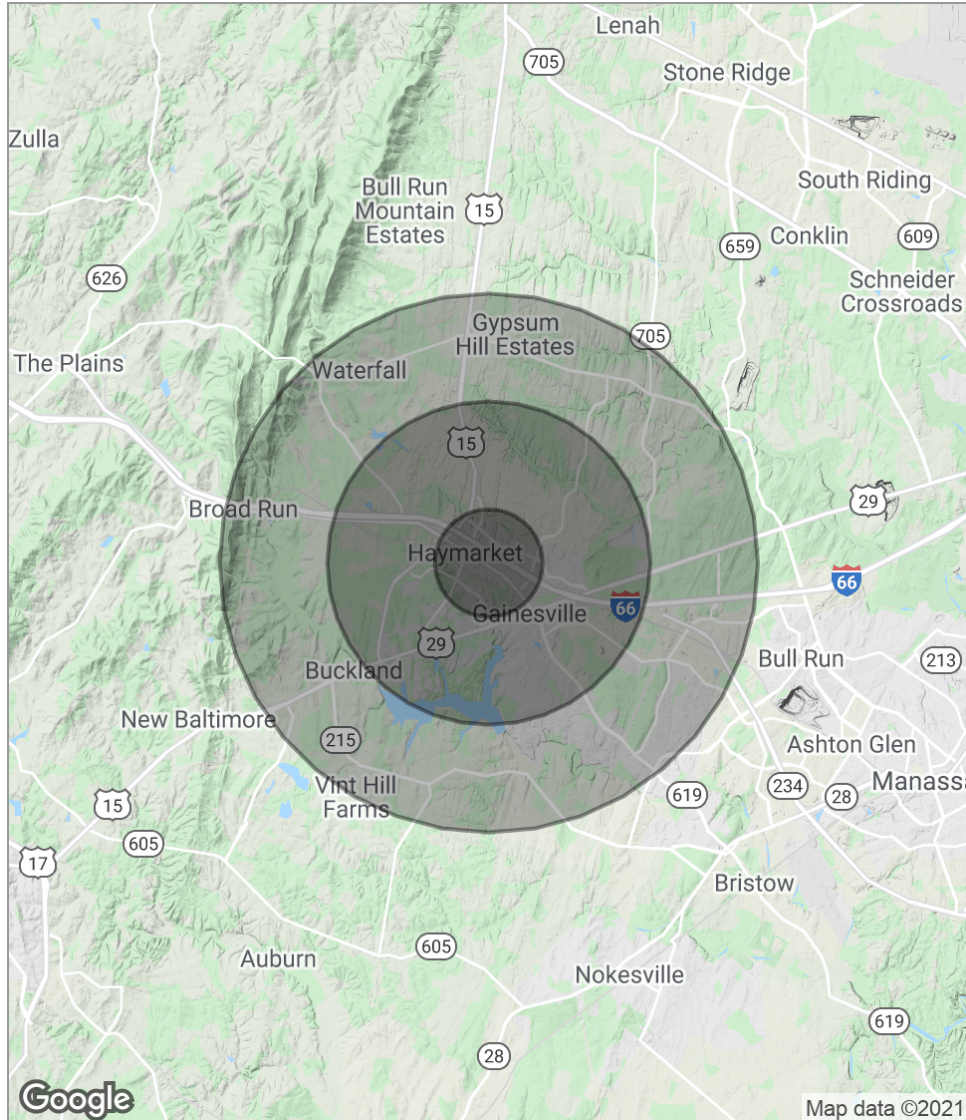 Lenah
705
Stone Ridge
Zulla
South Riding
Bull Run
Mountain
Estates
15
659
Conklin
609
626
Schneider
Crossroads
Gypsum
Hill Estates
705
The Plains
Waterfall
15
29
Broad Run
Haymarket
66
66
Gainesville
29
Bull Run
213
Buckland
New Baltimore
215
Ashton Glen
Vint Hill
Farms
619
234
28
Manassa
15
605
17
Bristow
605
Auburn
Nokesville
619
28
Google
Map data ©2021